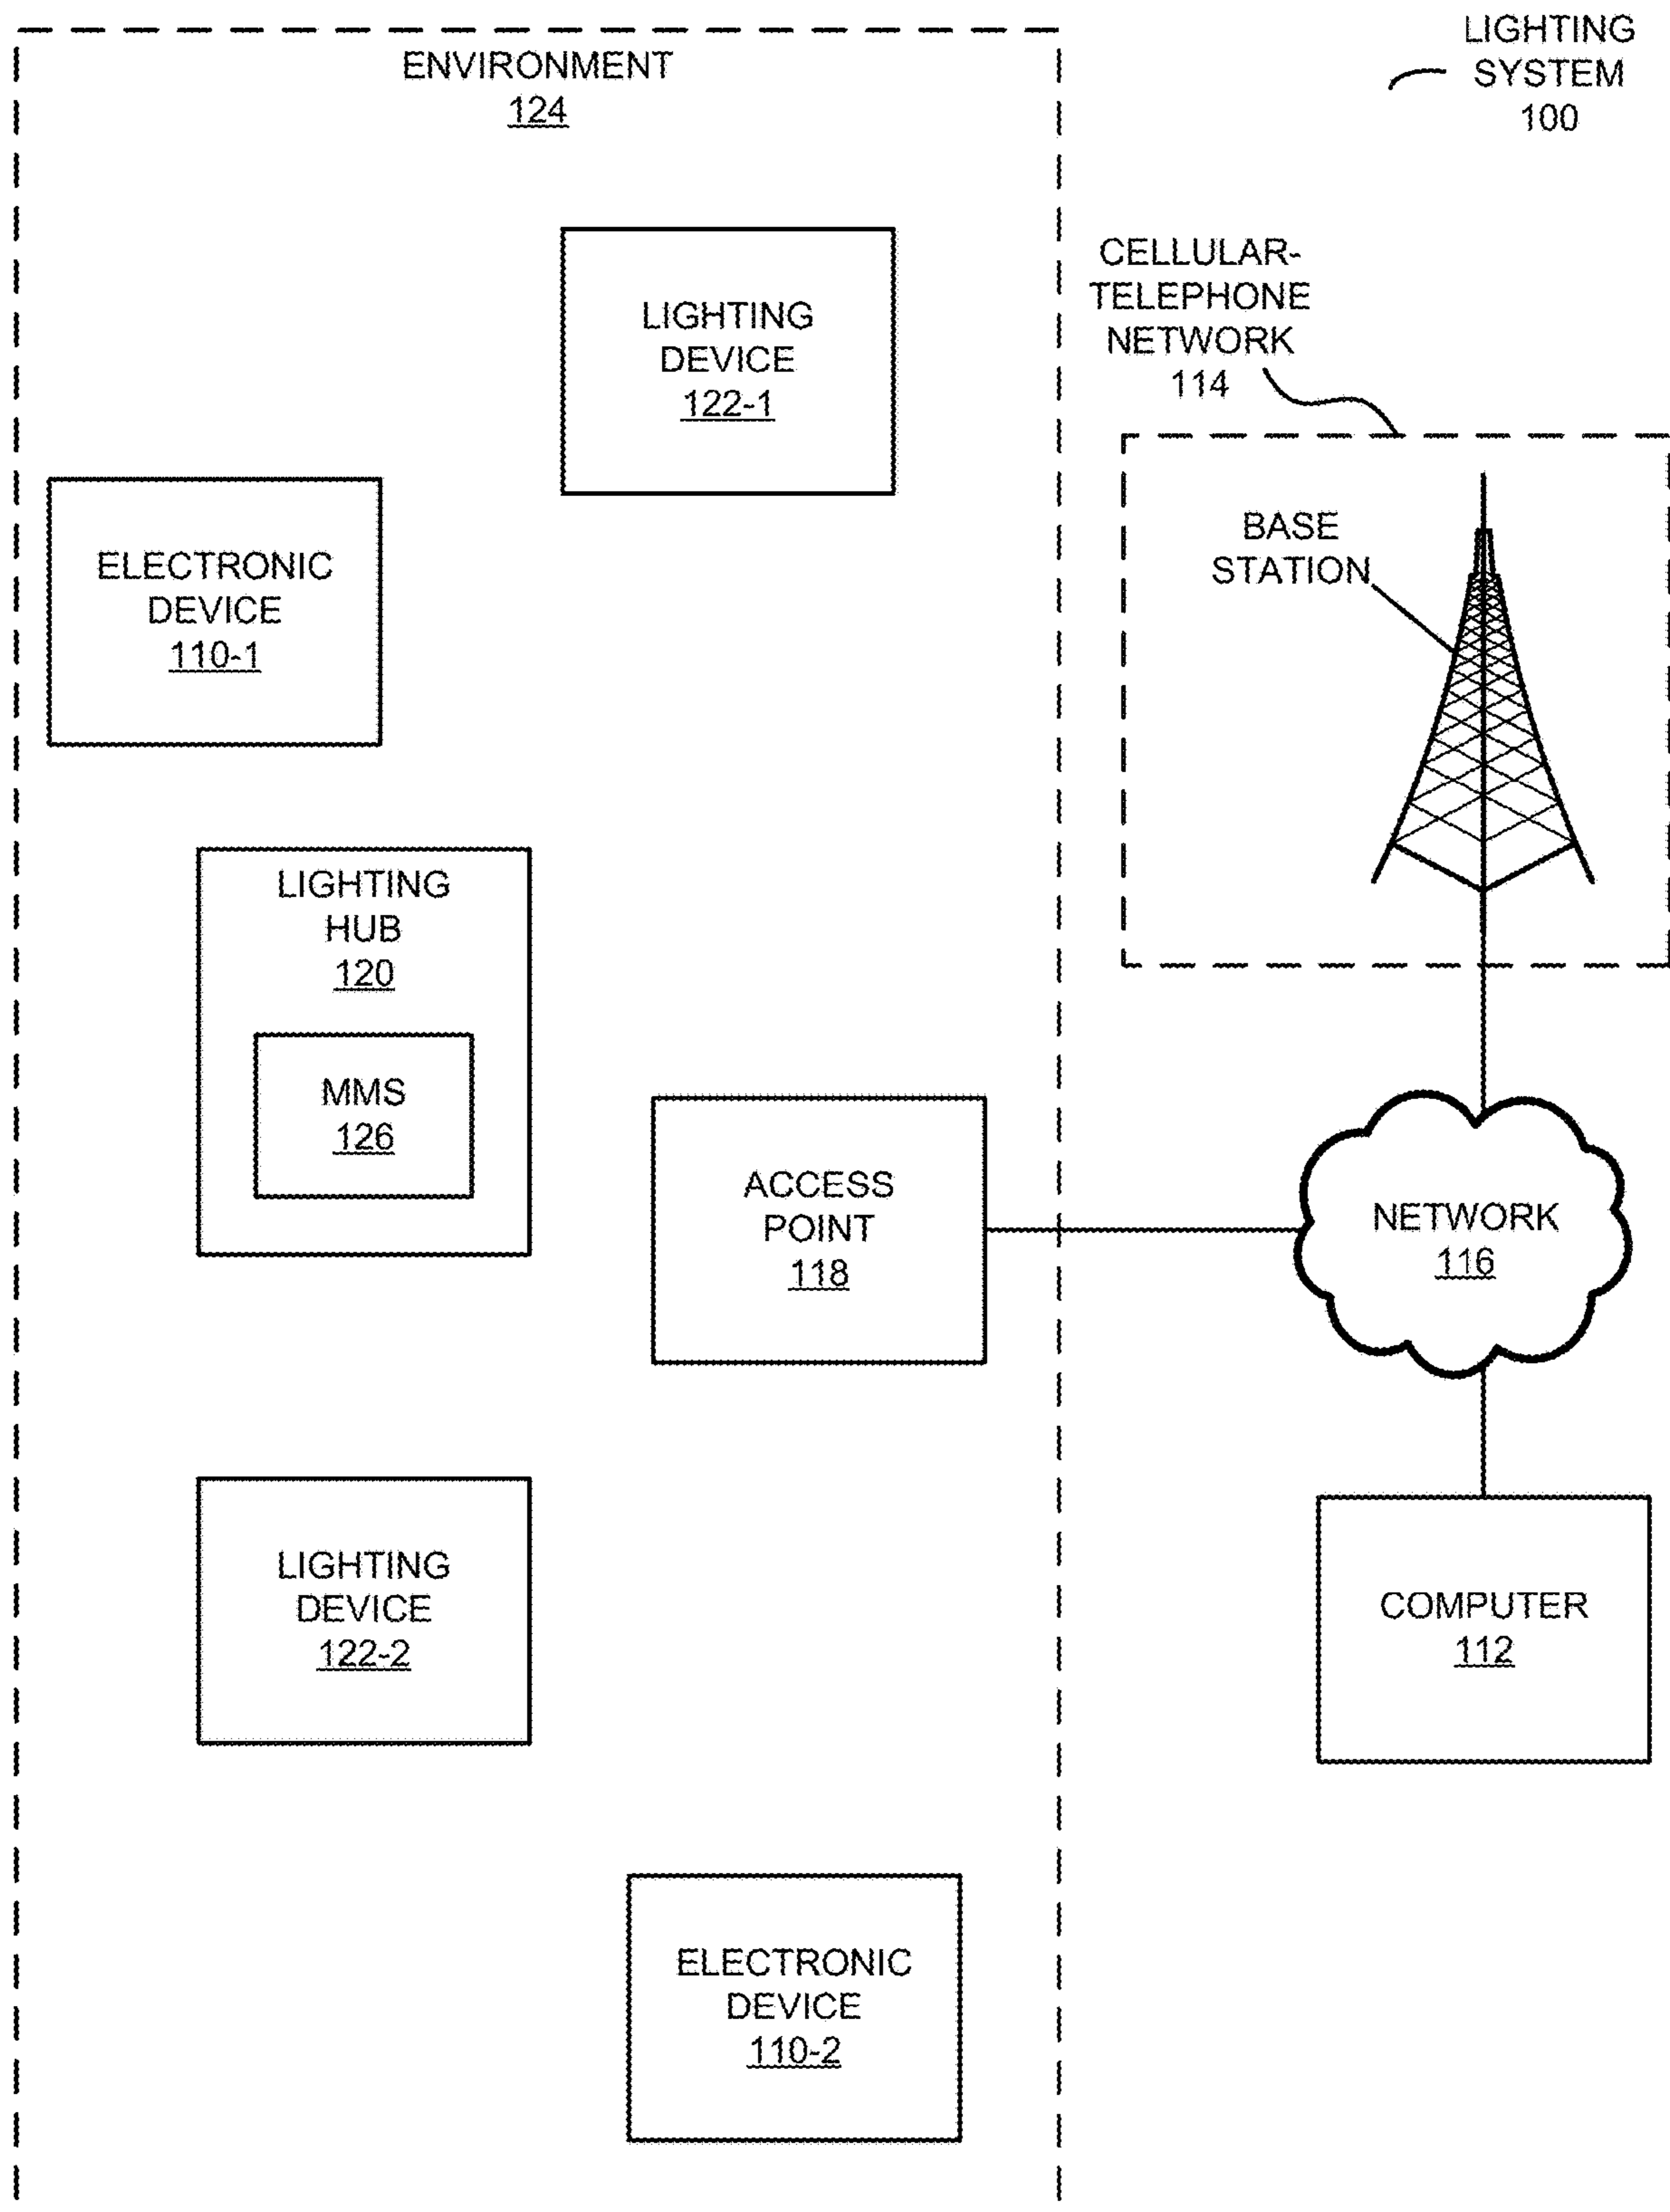 LIGHTING
SYSTEM
100
ENVIRONMENT
124
CELLULAR-
TELEPHONE
NETWORK
114
LIGHTING
DEVICE
122-1
BASE
STATION
ELECTRONIC
DEVICE
110-1
LIGHTING
HUB
120
MMS
126
ACCESS
POINT
118
NETWORK
116
LIGHTING
DEVICE
122-2
COMPUTER
112
ELECTRONIC
DEVICE
110-2